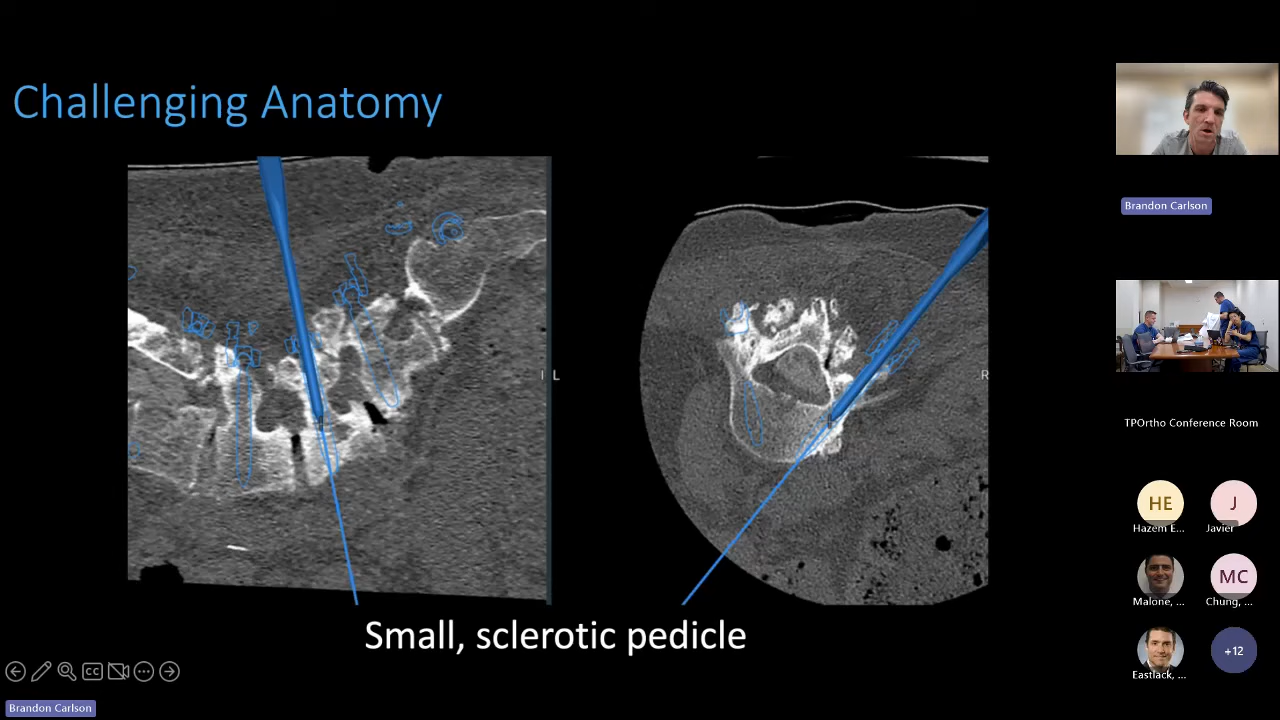 Challenging Anatomy
L
R
Small, sclerotic pedicle
CC
Brandon Carlson
Brandon Carlson
TPOrtho Conference Room
HE
J
Hazem E...
Javier
MC
Malone, ...
Chung, ...
Eastlack, ...
+12